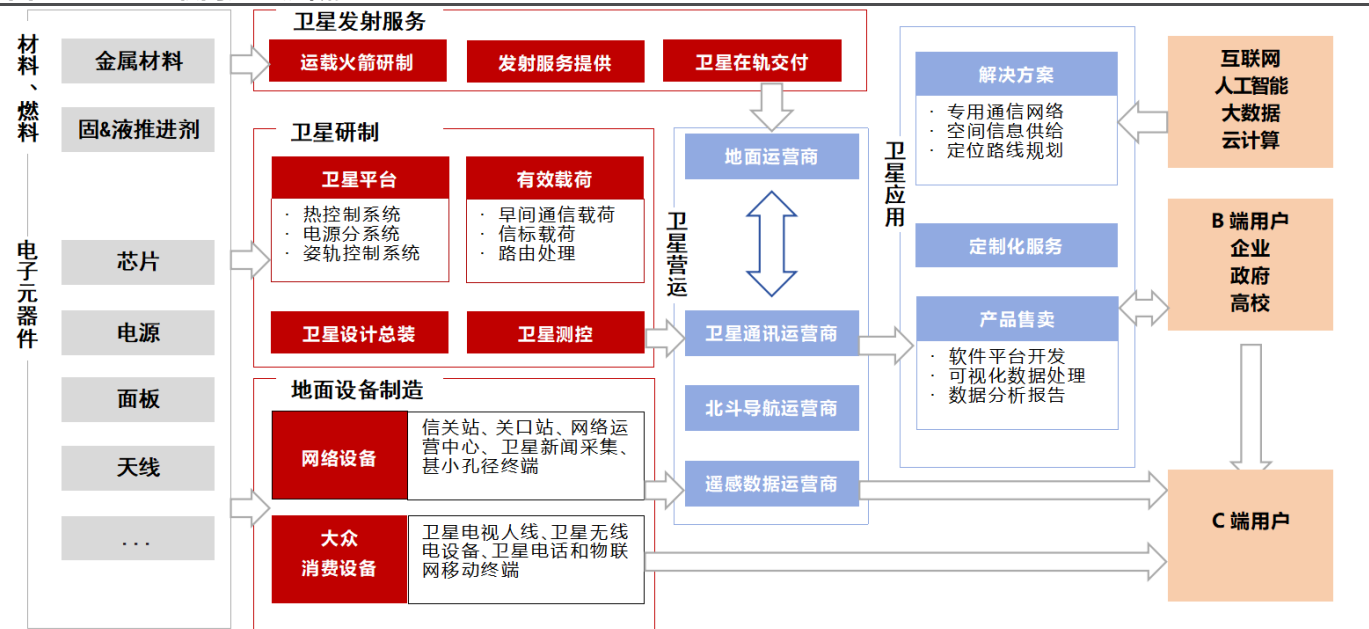 材料、燃料
金属材料
固&液推进剂
电子元器件
芯片
电源
面板
天线
...
卫星发射服务
运载火箭研制
发射服务提供
卫星在轨交付
卫星研制
卫星平台
· 热控制系统
· 电源分系统
· 姿轨控制系统
有效载荷
· 早间通信载荷
· 信标载荷
· 路由处理
卫星设计总装
卫星测控
地面设备制造
网络设备
信关站、关口站、网络运
营中心、卫星新闻采集、
甚小孔径终端
大众
消费设备
卫星电视人线、卫星无线
电设备、卫星电话和物联
网移动终端
卫星营运
地面运营商
卫星通讯运营商
北斗导航运营商
遥感数据运营商
卫星应用
解决方案
· 专用通信网络
· 空间信息供给
· 定位路线规划
定制化服务
产品售卖
· 软件平台开发
· 可视化数据处理
· 数据分析报告
互联网
人工智能
大数据
云计算
B 端用户
企业
政府
高校
C 端用户